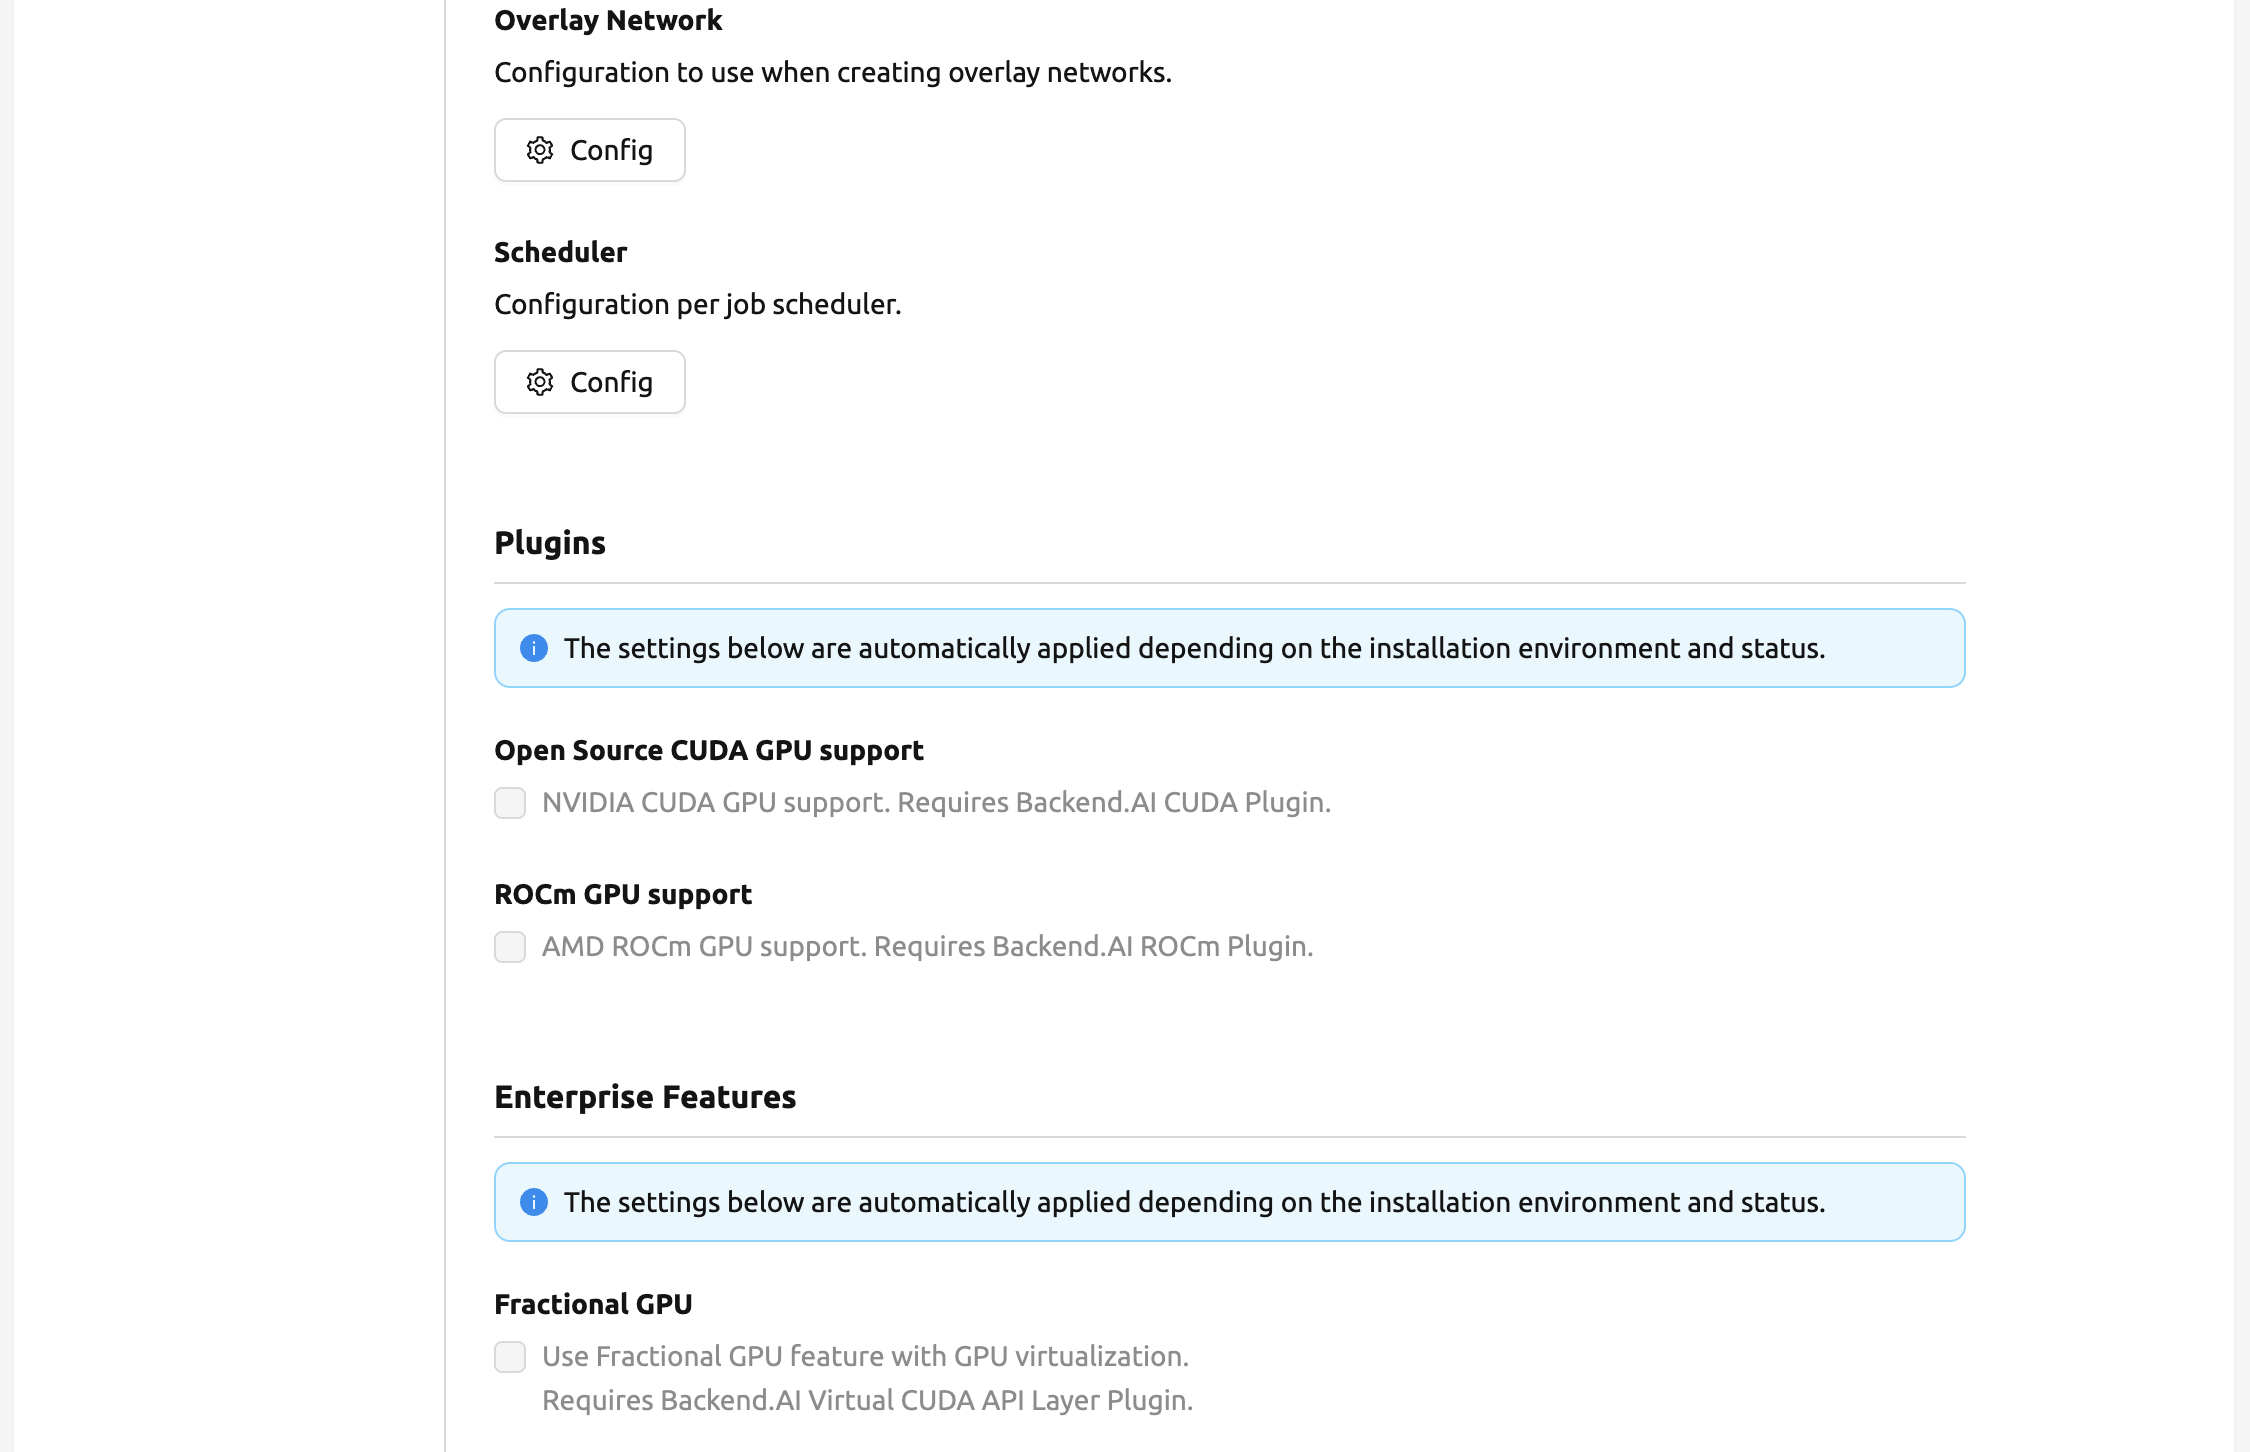 Overlay Network
Configuration to use when creating overlay networks.
Config
Scheduler
Configuration per job scheduler.
Config
Plugins
The settings below are automatically applied depending on the installation environment and status.
Open Source CUDA GPU support
NVIDIA CUDA GPU support. Requires Backend.AI CUDA Plugin.
ROCm GPU support
AMD ROCm GPU support. Requires Backend.AI ROCm Plugin.
Enterprise Features
The settings below are automatically applied depending on the installation environment and status.
Fractional GPU
Use Fractional GPU feature with GPU virtualization.
Requires Backend.AI Virtual CUDA API Layer Plugin.